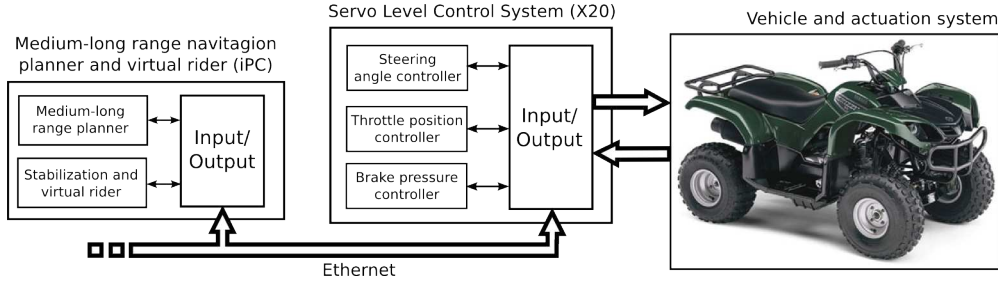 Medium-long range navitagion
planner and virtual rider (iPC)
Medium-long
range planner
Stabilization and
virtual rider
Input/
Output
Servo Level Control System (X20)
Steering
angle controller
Throttle position
controller
Brake pressure
controller
Input/
Output
Vehicle and actuation system
Ethernet